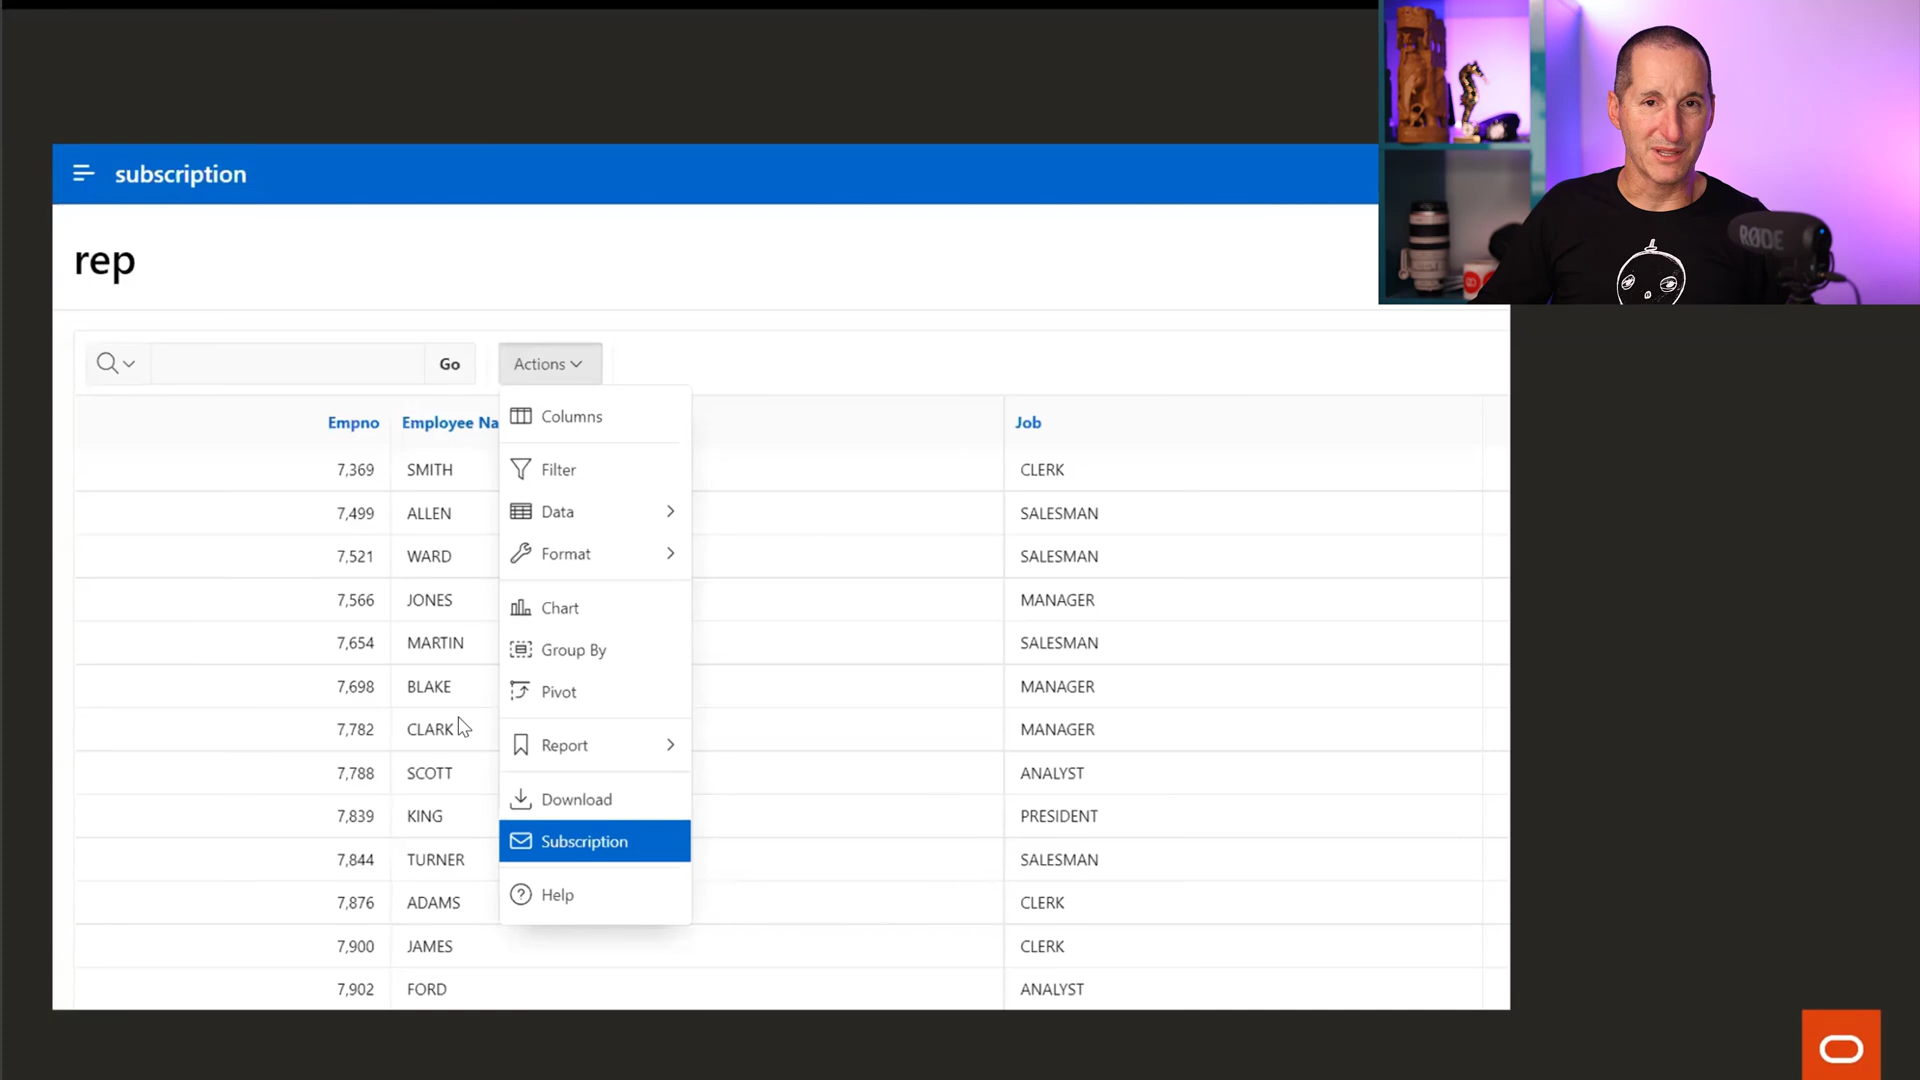 subscription
RØDE
rep
Go
Actions
Columns
Empno
Employee Na
Job
Filter
7,369 SMITH CLERK
7,499 ALLEN Data SALESMAN
7,521 WARD Format SALESMAN
7,566 JONES Chart MANAGER
7,654 MARTIN Group By SALESMAN
7,698 BLAKE Pivot MANAGER
7,782 CLARK Report MANAGER
7,788 SCOTT ANALYST
Download
7,839 KING PRESIDENT
Subscription
7,844 TURNER SALESMAN
7,876 ADAMS Help CLERK
7,900 JAMES CLERK
7,902 FORD ANALYST